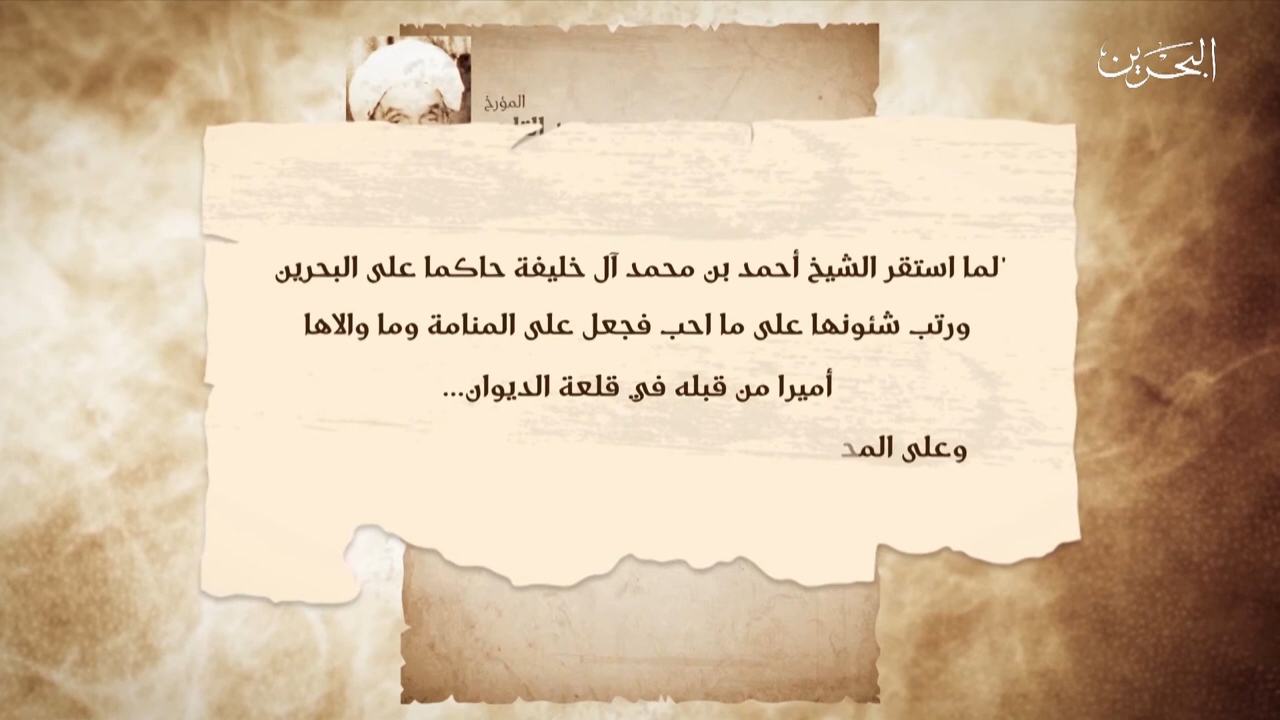 البحرين
المؤرخ
'لما استقر الشيخ أحمد بن محمد آل خليفة حاكما على البحرين
ورتب شئونها على ما احب فجعل على المنامة وما والاها
أميرا من قبله في قلعة الديوان...
وعلى المد